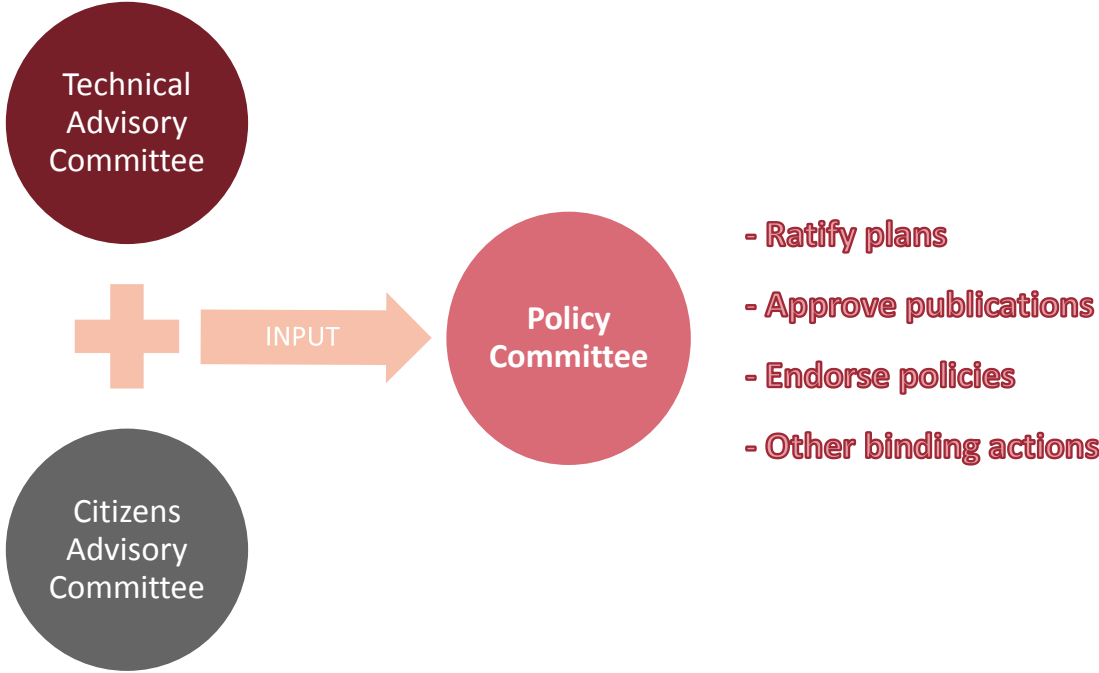 Technical
Advisory
Committee
INPUT
Citizens
Advisory
Committee
Policy
Committee
- Ratify plans
- Approve publications
- Endorse policies
- Other binding actions